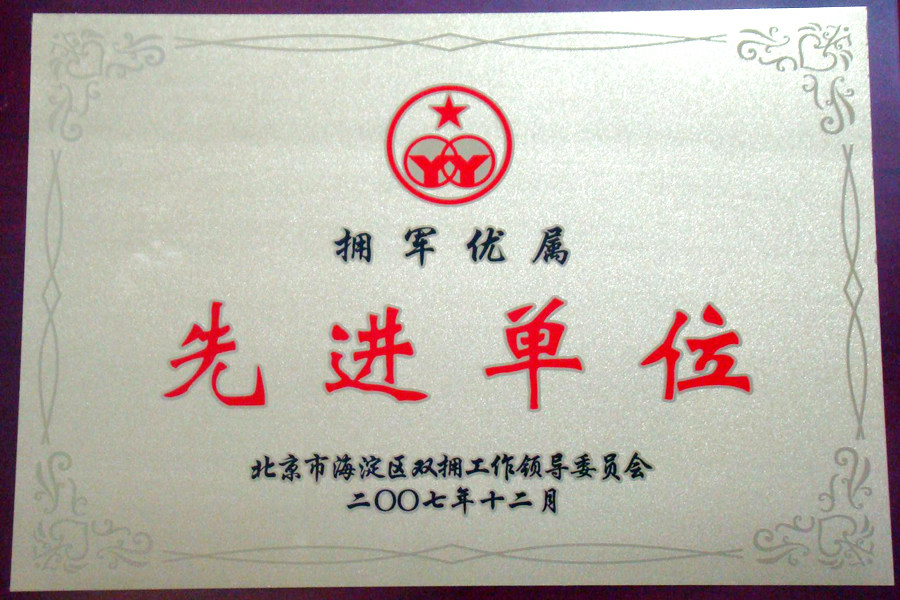 拥军优属
先进单位
北京市海淀区双拥工作领导委员会
二〇〇七年十二月